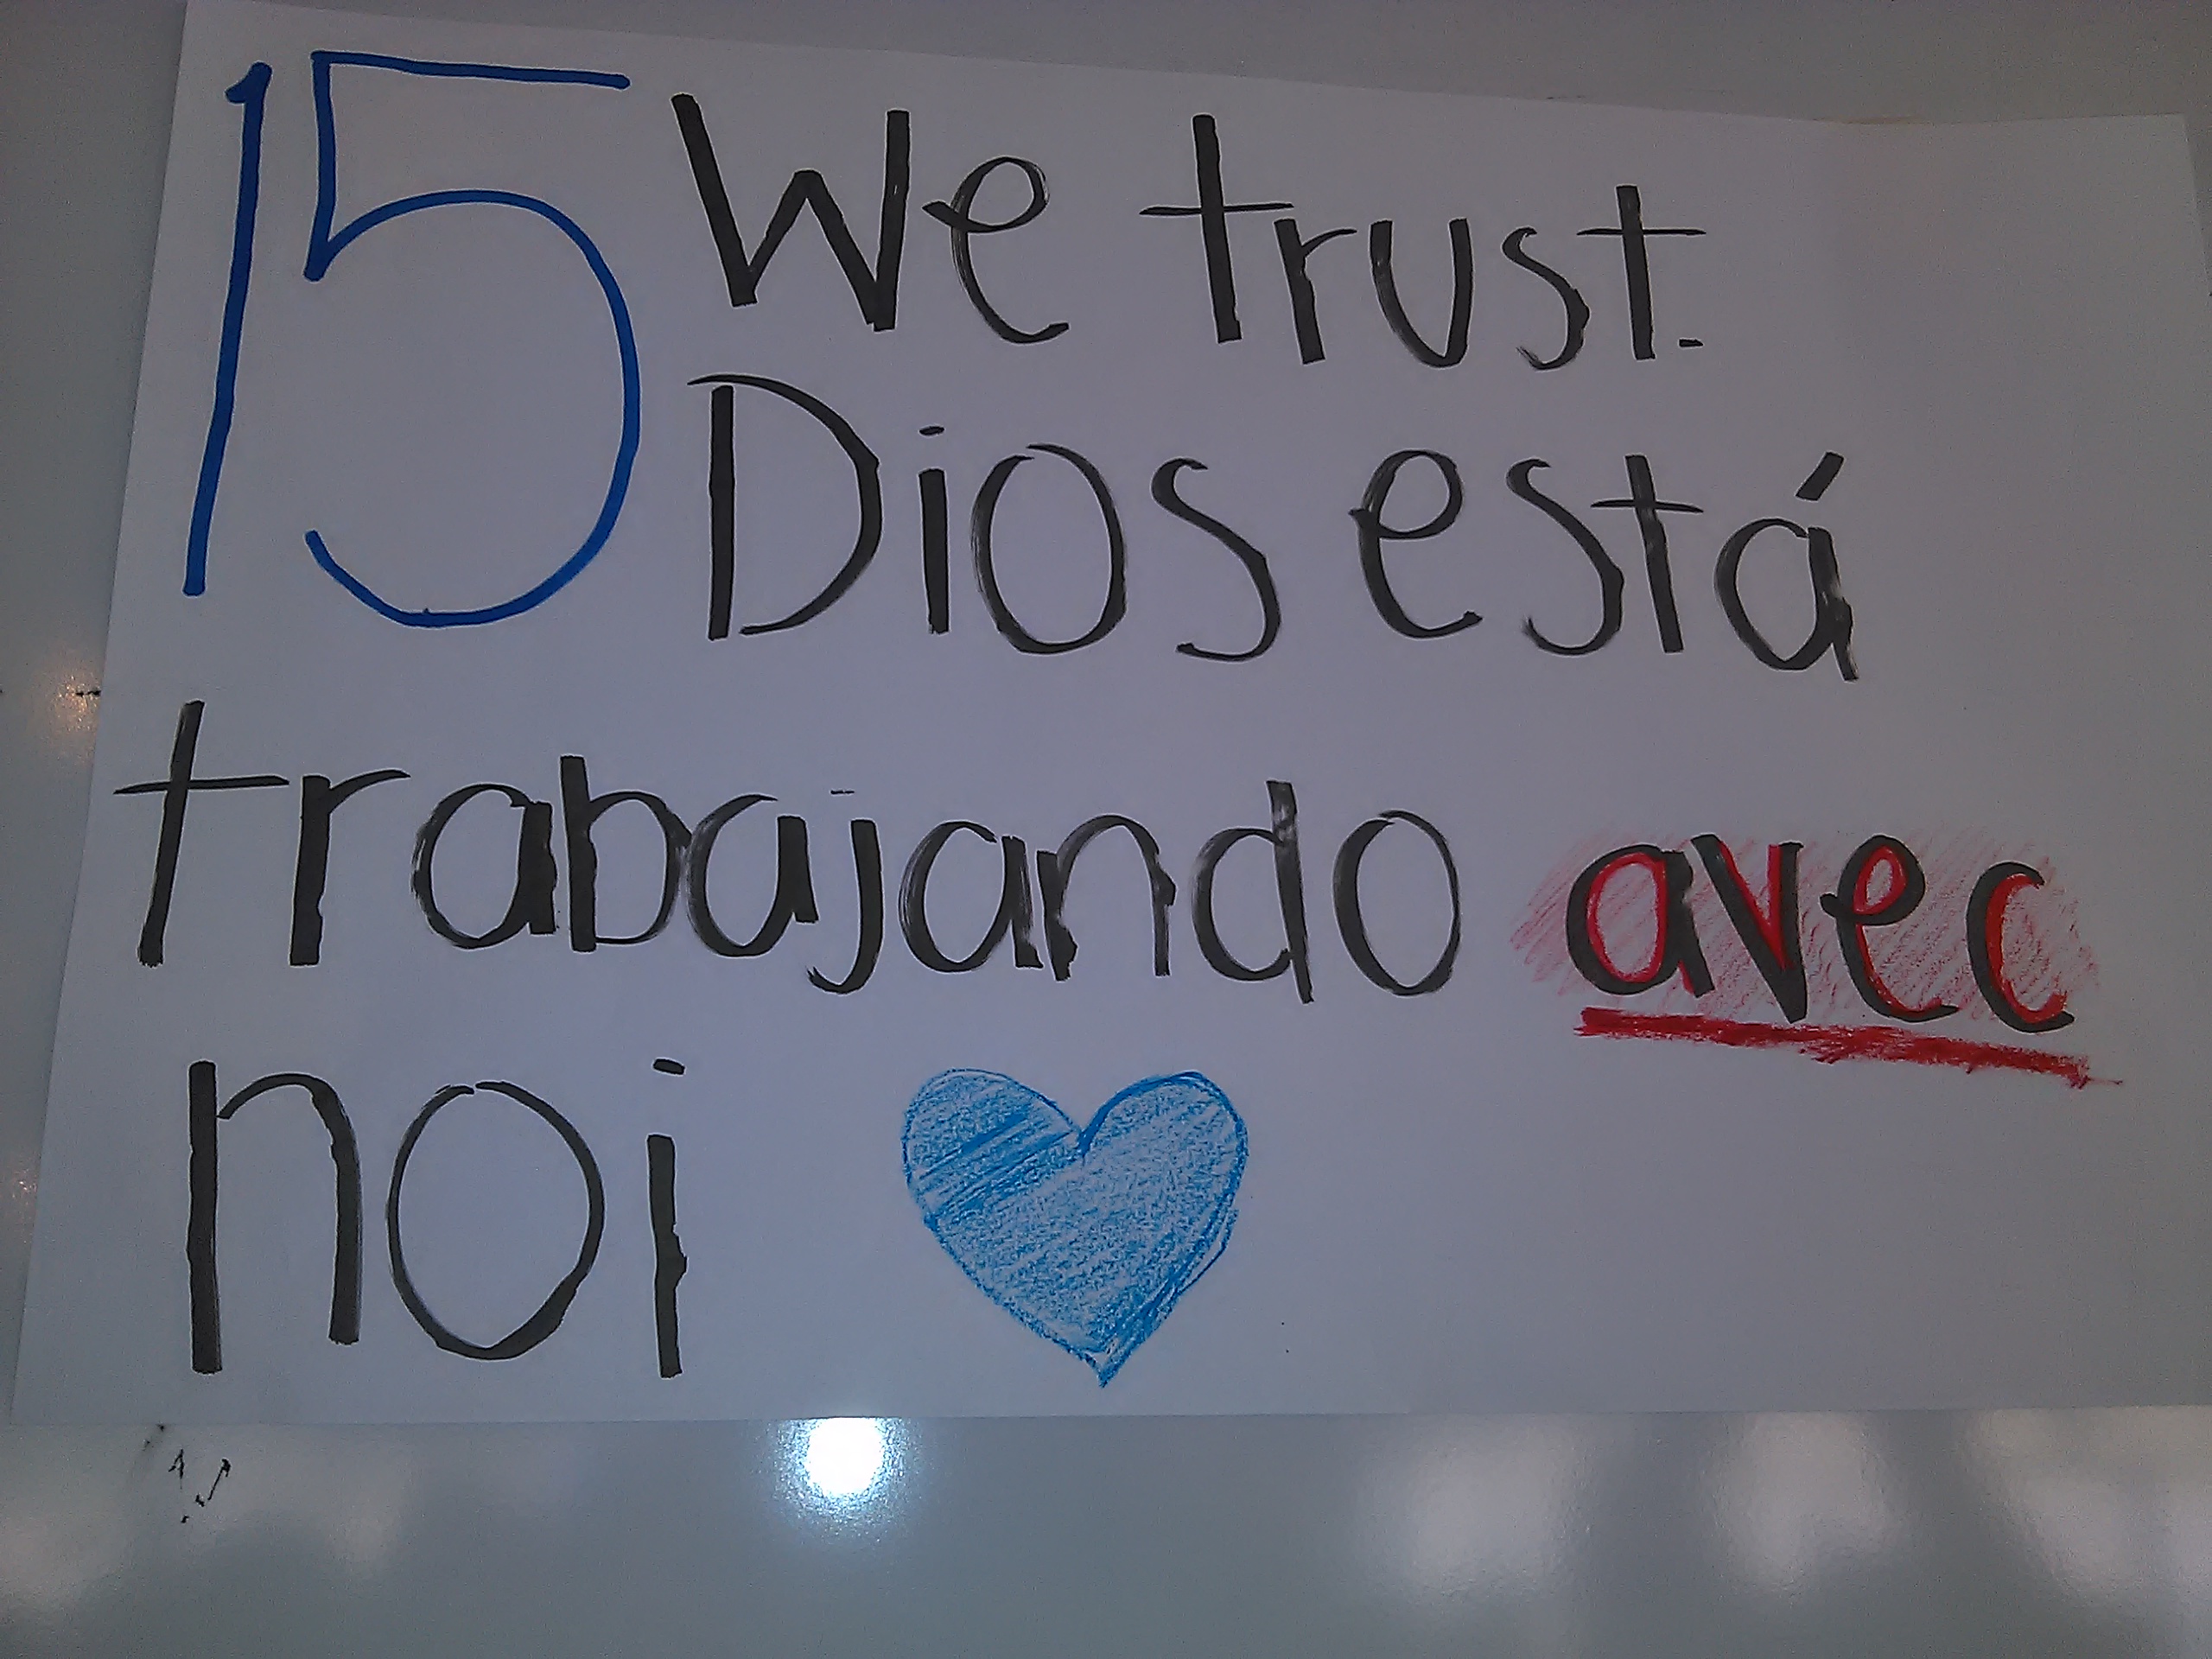 15 We trust.
Dios está
trabajando avec
noi